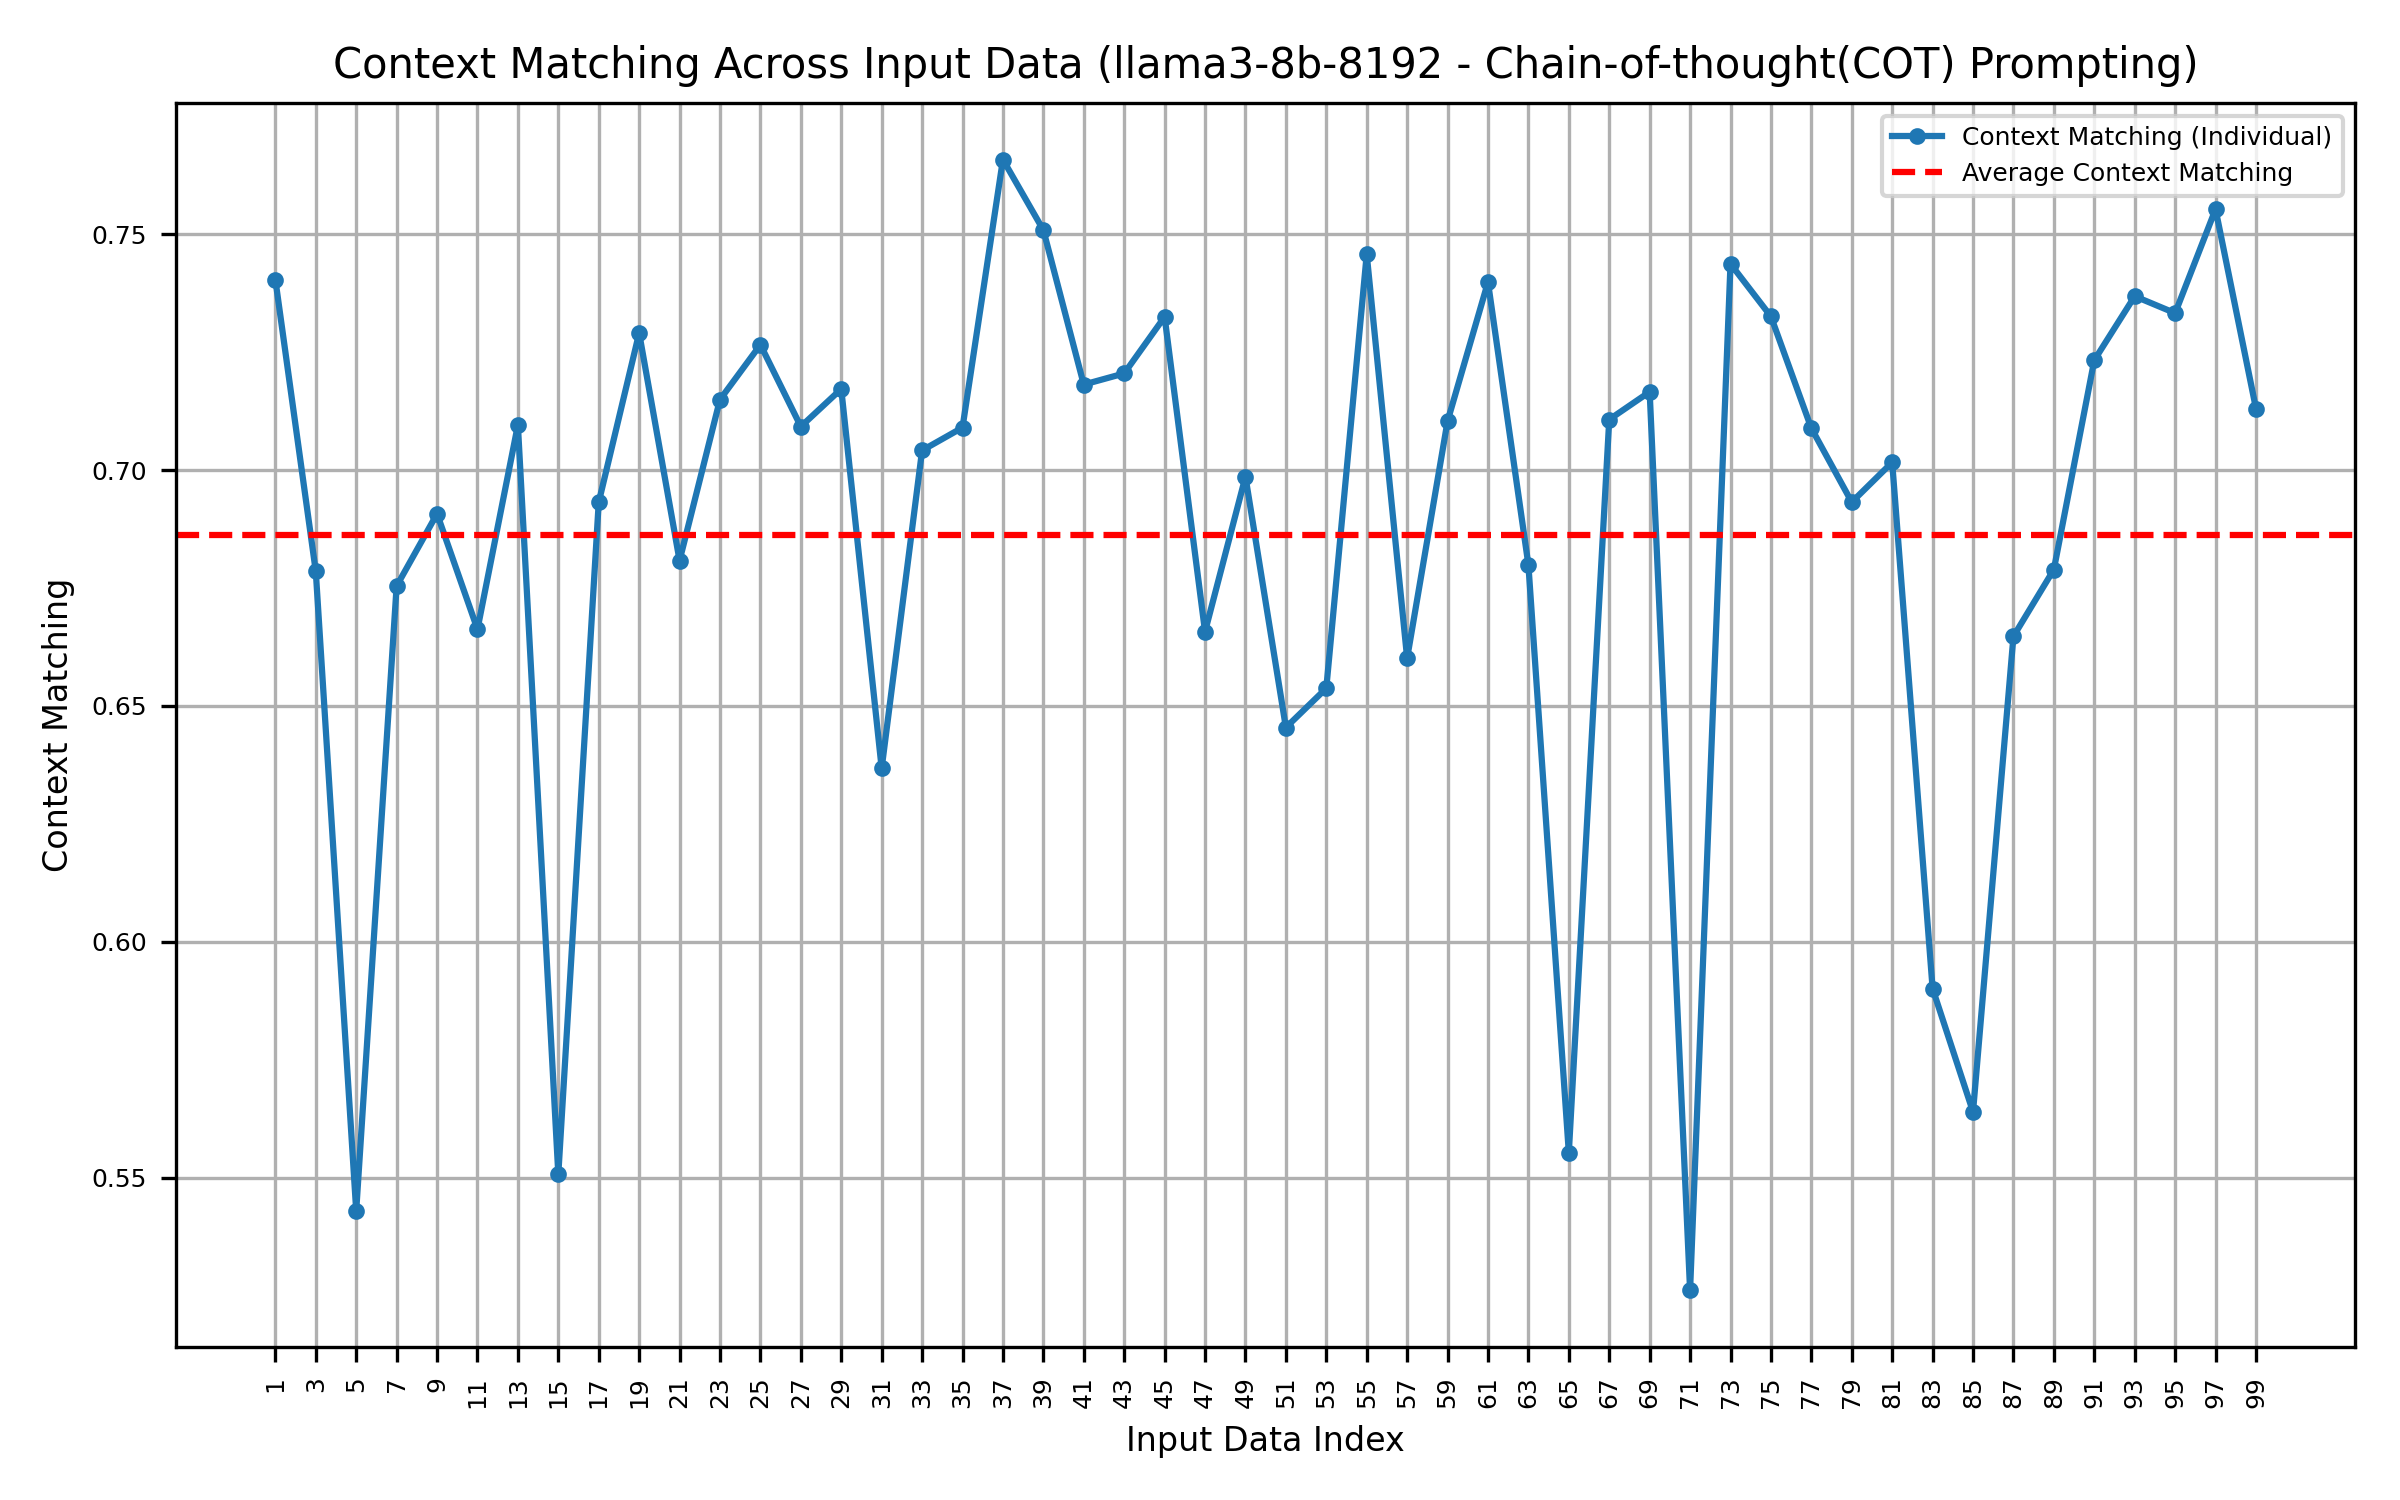 Context Matching Across Input Data (llama3-8b-8192 - Chain-of-thought(COT) Prompting)
Context Matching (Individual)
Average Context Matching
0.75
0.70
0.65
0.60
0.55
Context Matching
1 3 5 7 9 11 13 15 17 19 21 23 25 27 29 31 33 35 37 39 41 43 45 47 49 51 53 55 57 59 61 63 65 67 69 71 73 75 77 79 81 83 85 87 89 91 93 95 97 99
Input Data Index